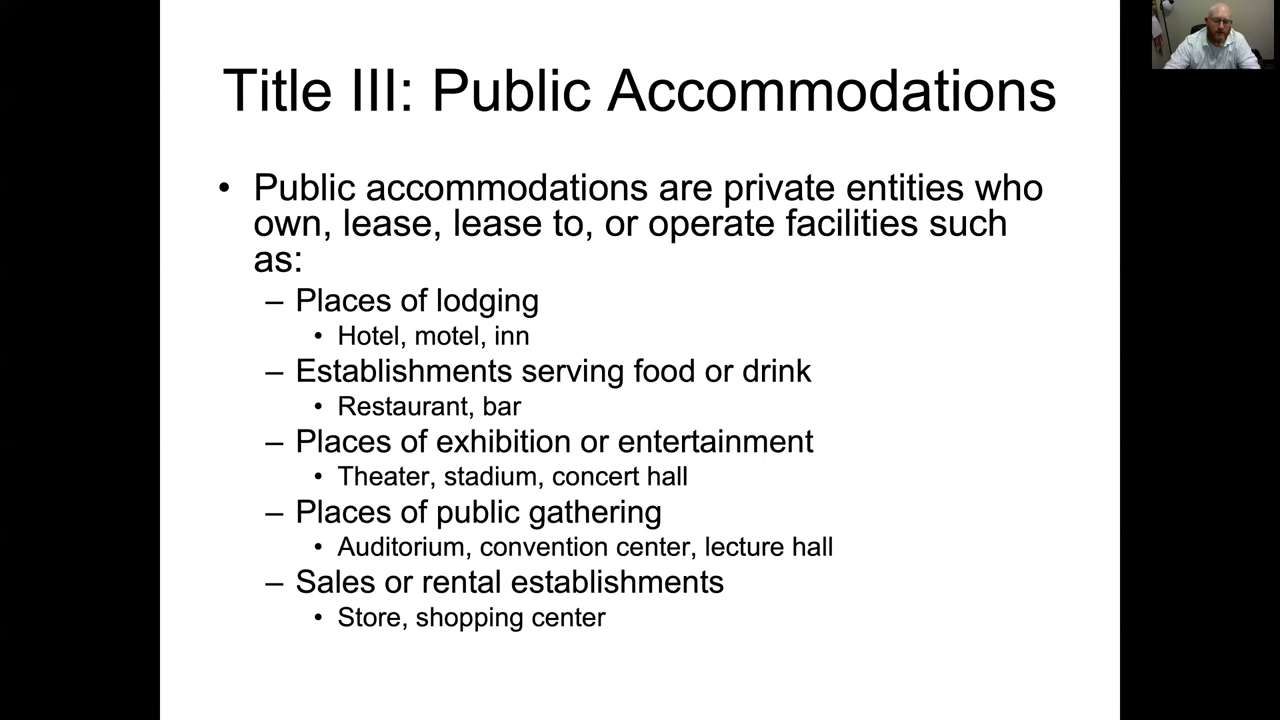 Title III: Public Accommodations
• Public accommodations are private entities who
own, lease, lease to, or operate facilities such
as:
– Places of lodging
• Hotel, motel, inn
– Establishments serving food or drink
• Restaurant, bar
– Places of exhibition or entertainment
• Theater, stadium, concert hall
– Places of public gathering
• Auditorium, convention center, lecture hall
– Sales or rental establishments
• Store, shopping center